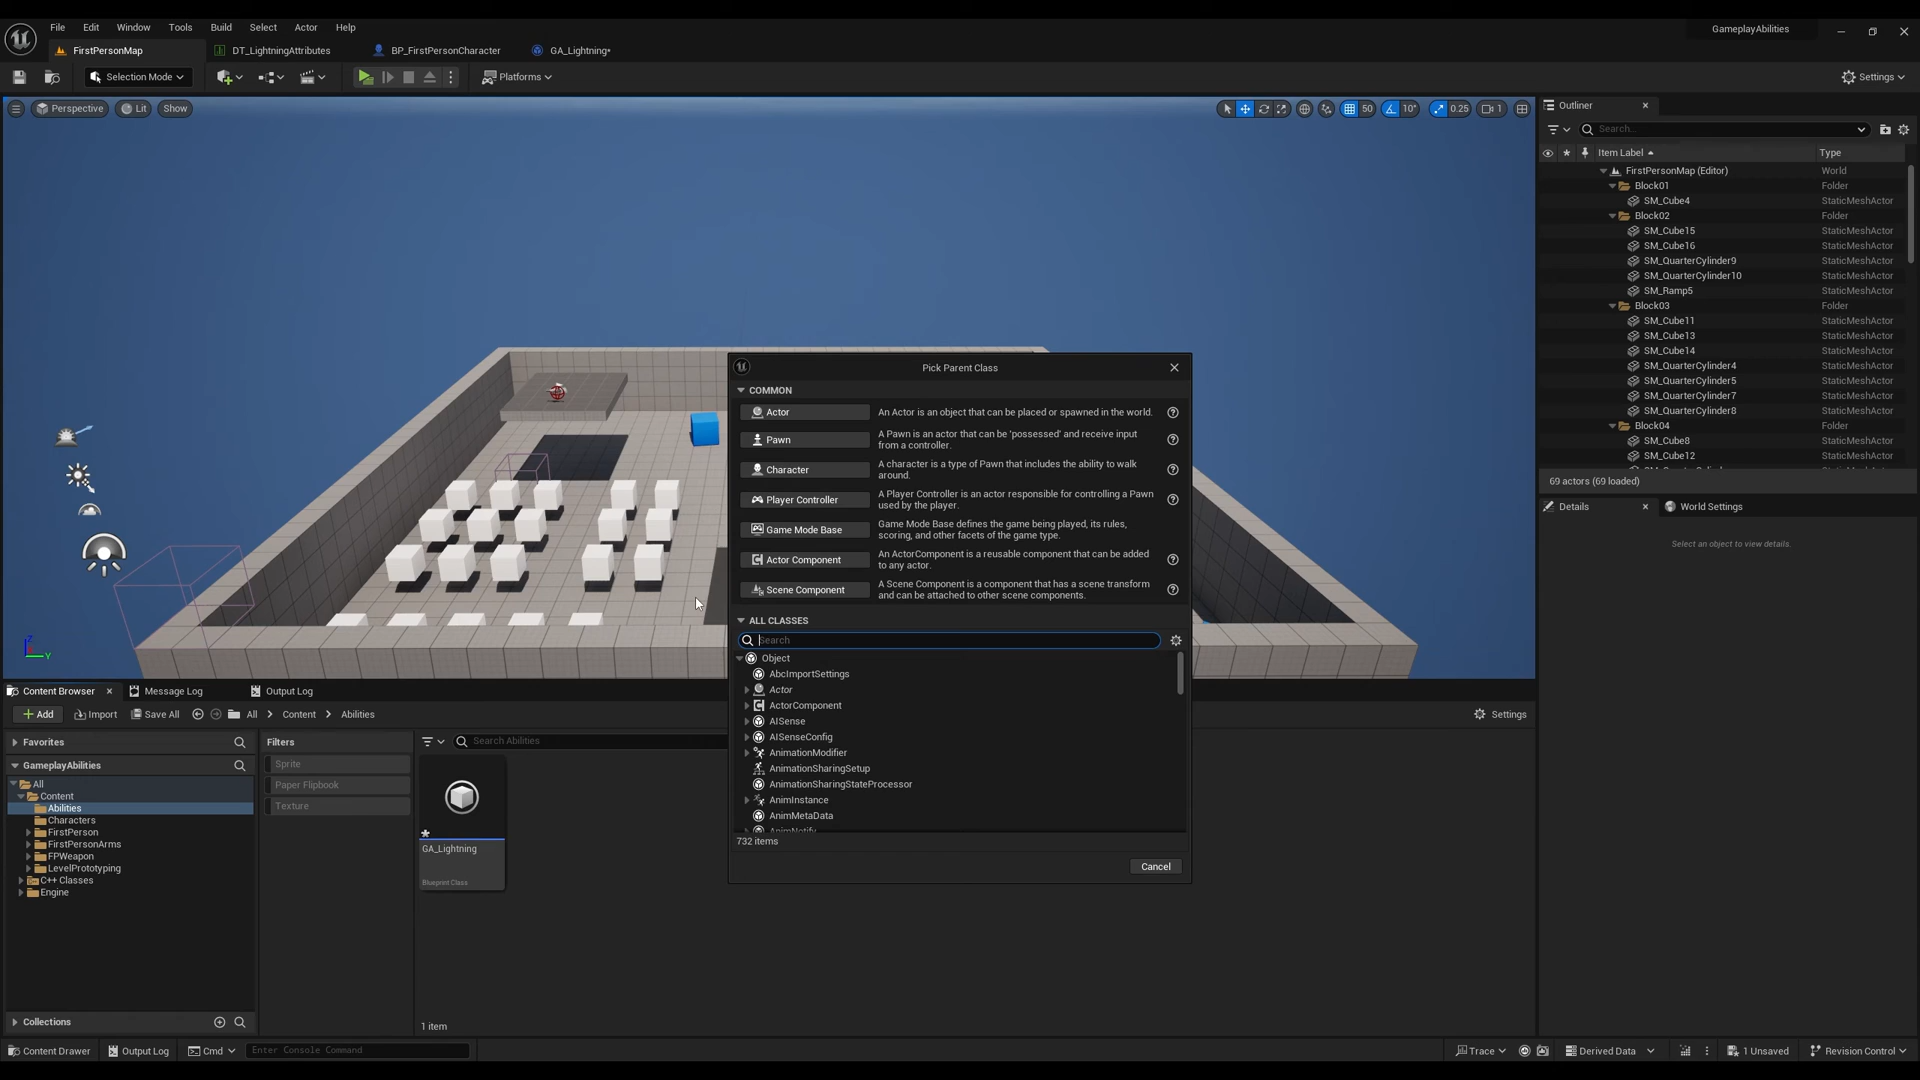 File Edit Window Tools Build Select Actor Help
GameplayAbilities
FirstPersonMap DT_LightningAttributes BP_FirstPersonCharacter GA_Lightning*
Selection Mode Platforms Settings
Perspective Lit Show
50 10° 0.25 1
Outliner
Search...
Item Label Type
FirstPersonMap (Editor) World
Block01 Folder
SM_Cube4 StaticMeshActor
Block02 Folder
SM_Cube15 StaticMeshActor
SM_Cube16 StaticMeshActor
SM_QuarterCylinder9 StaticMeshActor
SM_QuarterCylinder10 StaticMeshActor
SM_Ramp5 StaticMeshActor
Block03 Folder
SM_Cube11 StaticMeshActor
SM_Cube13 StaticMeshActor
SM_Cube14 StaticMeshActor
SM_QuarterCylinder4 StaticMeshActor
SM_QuarterCylinder5 StaticMeshActor
SM_QuarterCylinder7 StaticMeshActor
SM_QuarterCylinder8 StaticMeshActor
Block04 Folder
SM_Cube8 StaticMeshActor
SM_Cube12 StaticMeshActor
69 actors (69 loaded)
Details World Settings
Select an object to view details.
Pick Parent Class
COMMON
Actor An Actor is an object that can be placed or spawned in the world.
Pawn A Pawn is an actor that can be 'possessed' and receive input
from a controller.
Character A character is a type of Pawn that includes the ability to walk
around.
Player Controller A Player Controller is an actor responsible for controlling a Pawn
used by the player.
Game Mode Base Game Mode Base defines the game being played, its rules,
scoring, and other facets of the game type.
Actor Component An ActorComponent is a reusable component that can be added
to any actor.
Scene Component A Scene Component is a component that has a scene transform
and can be attached to other scene components.
ALL CLASSES
Search
Object
AbcImportSettings
Actor
ActorComponent
AISense
AISenseConfig
AnimationModifier
AnimationSharingSetup
AnimationSharingStateProcessor
AnimInstance
AnimMetaData
AnimNotify
732 items
Cancel
Z
Y
Content Browser Message Log Output Log
Add Import Save All All Content Abilities Settings
Favorites
GameplayAbilities
All
Content
Abilities
Characters
FirstPerson
FirstPersonArms
FPWeapon
LevelPrototyping
C++ Classes
Engine
Collections
Filters
Sprite
Paper Flipbook
Texture
Search Abilities
GA_Lightning
Blueprint Class
1 item
Content Drawer Output Log Cmd Enter Console Command Trace Derived Data 1 Unsaved Revision Control